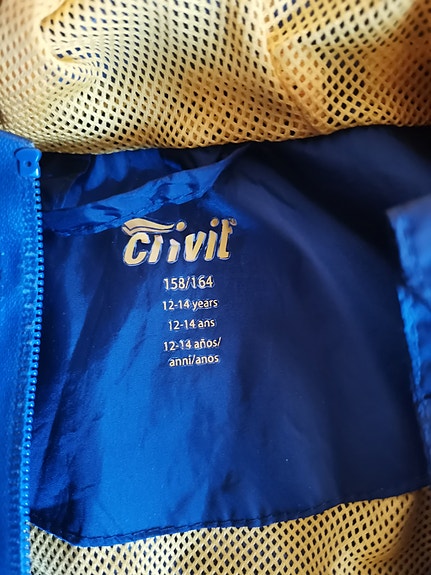 crivit
158/164
12-14 years
12-14 ans
12-14 años/
anni/anos